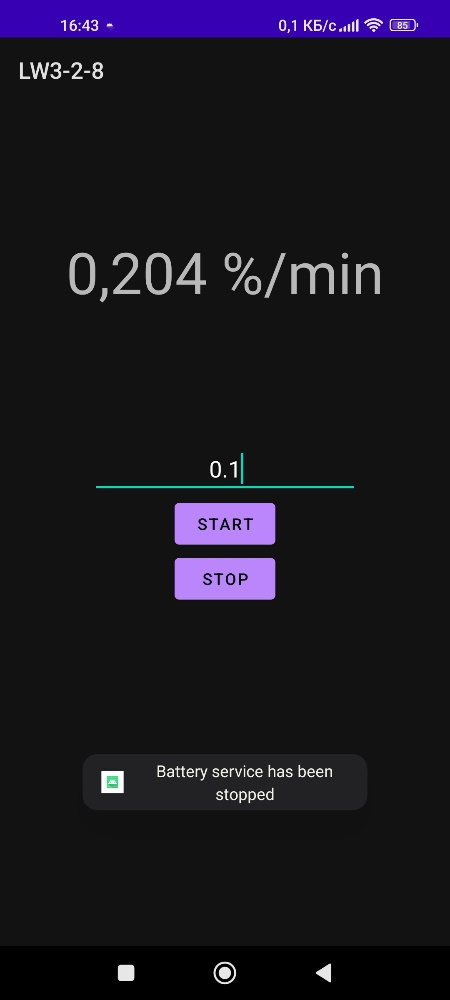 16:43 0,1 КБ/с 85
LW3-2-8
0,204 %/min
0.1
START
STOP
Battery service has been
stopped